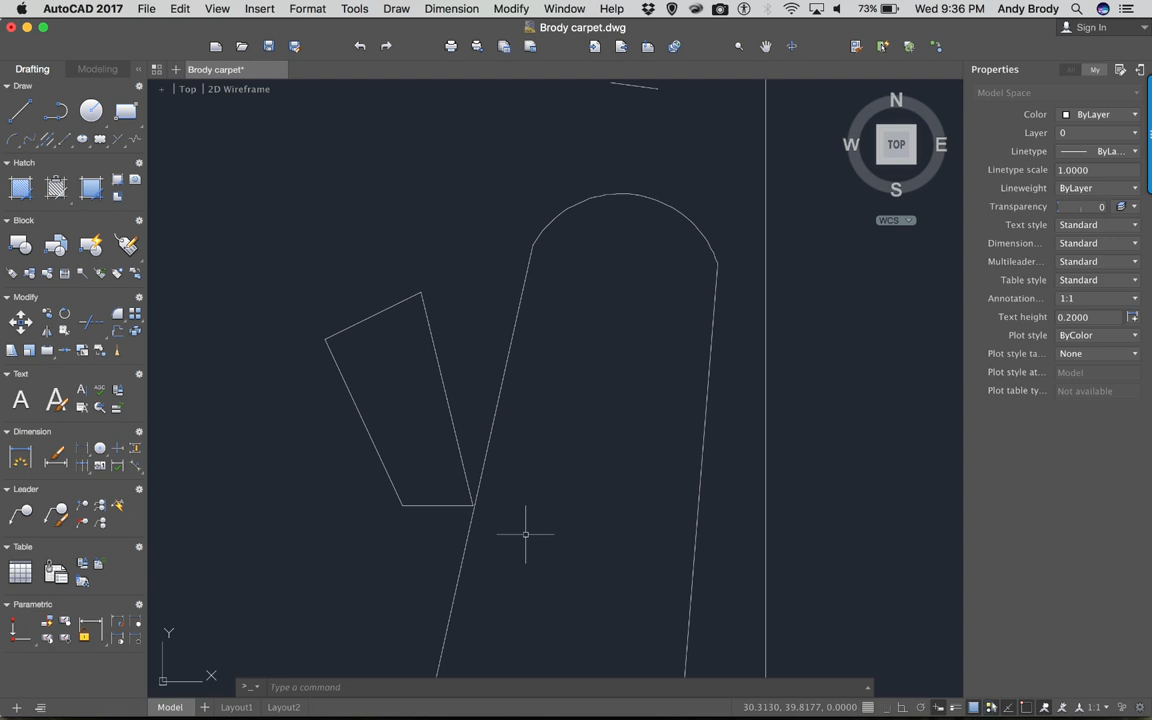 AutoCAD 2017 File Edit View Insert Format Tools Draw Dimension Modify Window Help 73% Wed 9:36 PM Andy Brody
Brody carpet.dwg
Sign In
Drafting Modeling « Brody carpet*
Properties All My
Draw
+ | Top | 2D Wireframe
Model Space
N
W TOP E
S
WCS
Color ByLayer
Layer 0
Linetype ByLa...
Linetype scale 1.0000
Lineweight ByLayer
Transparency 0
Text style Standard
Dimension... Standard
Multileader... Standard
Table style Standard
Annotation... 1:1
Text height 0.2000
Plot style ByColor
Plot style ta... None
Plot style at... Model
Plot table ty... Not available
Hatch
Block
Modify
Text
A A
Dimension
Leader
Table
Parametric
Y
X
>_ Type a command
Model + Layout1 Layout2 30.3130, 39.8177, 0.0000 1:1